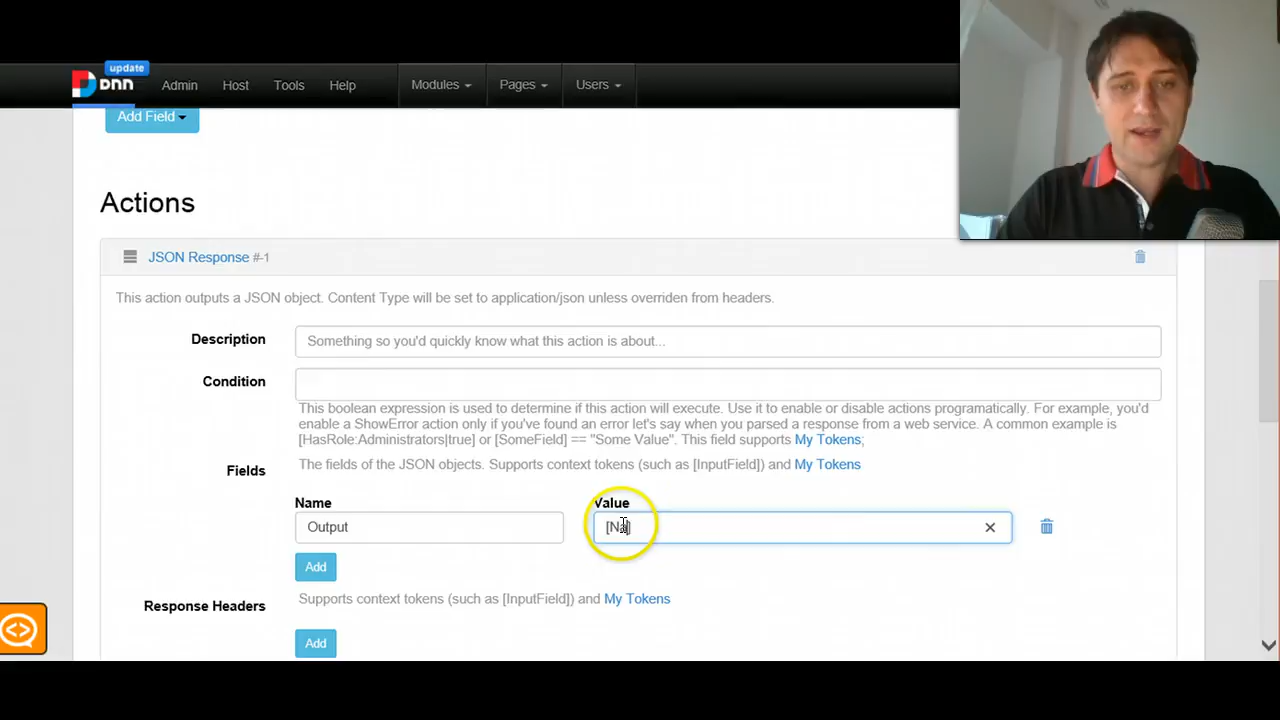 update
DNN Admin Host Tools Help Modules Pages Users
Add Field
Actions
JSON Response #-1
This action outputs a JSON object. Content Type will be set to application/json unless overriden from headers.
Description Something so you'd quickly know what this action is about...
Condition
This boolean expression is used to determine if this action will execute. Use it to enable or disable actions programatically. For example, you'd
enable a ShowError action only if you've found an error let's say when you parsed a response from a web service. A common example is
[HasRole:Administrators|true] or [SomeField] == "Some Value". This field supports My Tokens;
Fields The fields of the JSON objects. Supports context tokens (such as [InputField]) and My Tokens
Name Value
Output [Na]
Add
Response Headers Supports context tokens (such as [InputField]) and My Tokens
Add